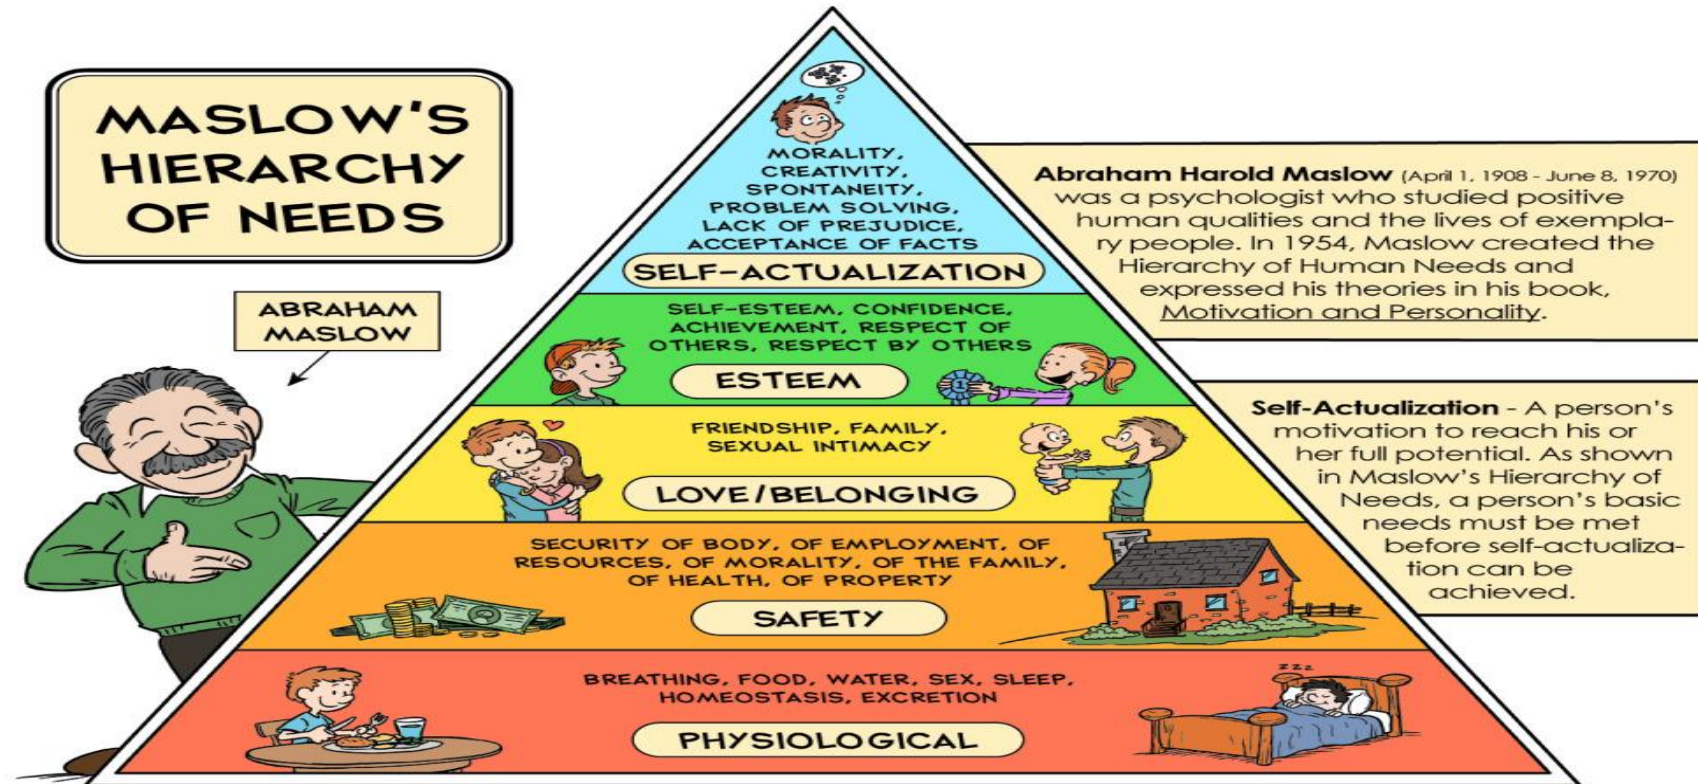 MASLOW'S
HIERARCHY
OF NEEDS
ABRAHAM
MASLOW
MORALITY,
CREATIVITY,
SPONTANEITY,
PROBLEM SOLVING,
LACK OF PREJUDICE,
ACCEPTANCE OF FACTS
SELF-ACTUALIZATION
SELF-ESTEEM, CONFIDENCE,
ACHIEVEMENT, RESPECT OF
OTHERS, RESPECT BY OTHERS
ESTEEM
1
FRIENDSHIP, FAMILY,
SEXUAL INTIMACY
LOVE/BELONGING
SECURITY OF BODY, OF EMPLOYMENT, OF
RESOURCES, OF MORALITY, OF THE FAMILY,
OF HEALTH, OF PROPERTY
SAFETY
BREATHING, FOOD, WATER, SEX, SLEEP,
HOMEOSTASIS, EXCRETION
PHYSIOLOGICAL
zzz
Abraham Harold Maslow (April 1, 1908 - June 8, 1970)
was a psychologist who studied positive
human qualities and the lives of exempla-
ry people. In 1954, Maslow created the
Hierarchy of Human Needs and
expressed his theories in his book,
Motivation and Personality.
Self-Actualization - A person's
motivation to reach his or
her full potential. As shown
in Maslow's Hierarchy of
Needs, a person's basic
needs must be met
before self-actualiza-
tion can be
achieved.